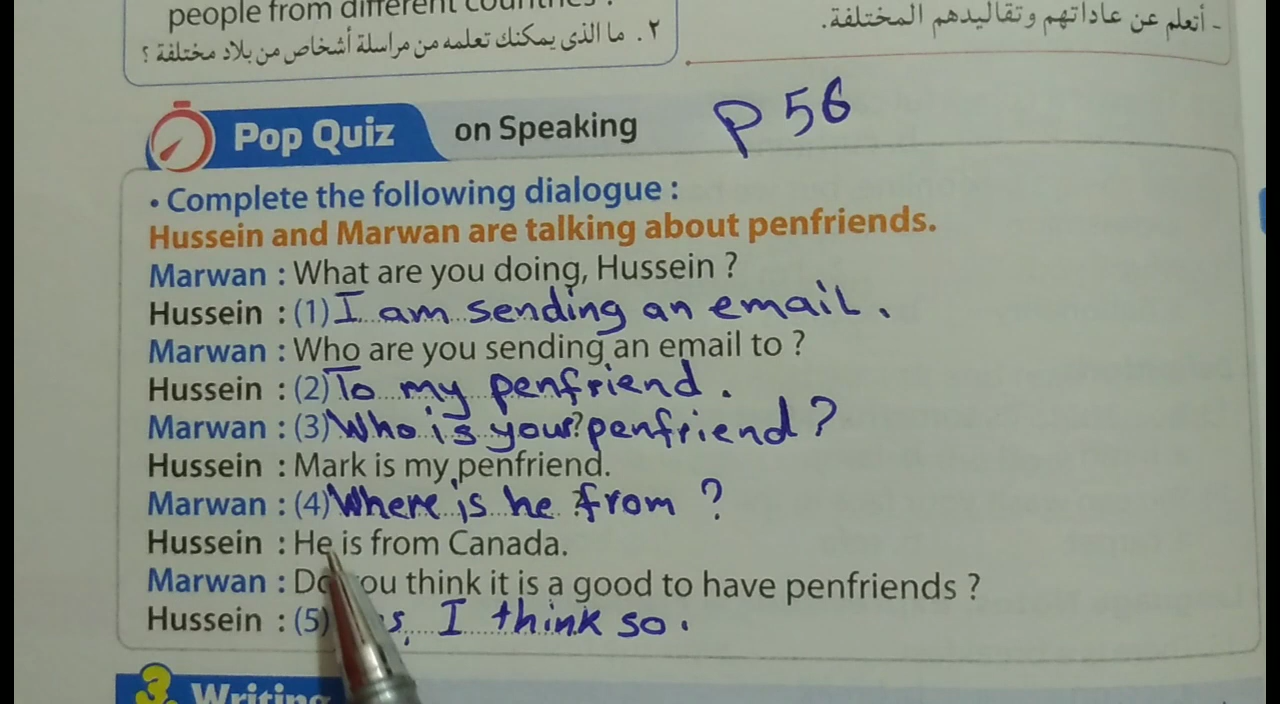 people from different countries ?
٢. ما الذى يمكنك تعلمه من مراسلة أشخاص من بلاد مختلفة ؟
- أتعلم عن عاداتهم وتقاليدهم المختلفة.
Pop Quiz on Speaking P 56
• Complete the following dialogue :
Hussein and Marwan are talking about penfriends.
Marwan : What are you doing, Hussein ?
Hussein : (1) I am sending an email.
Marwan : Who are you sending an email to ?
Hussein : (2) To my penfriend.
Marwan : (3) Who is your penfriend?
Hussein : Mark is my penfriend.
Marwan : (4) Where is he from ?
Hussein : He is from Canada.
Marwan : Do you think it is a good to have penfriends ?
Hussein : (5) Yes, I think so.
3. Writing